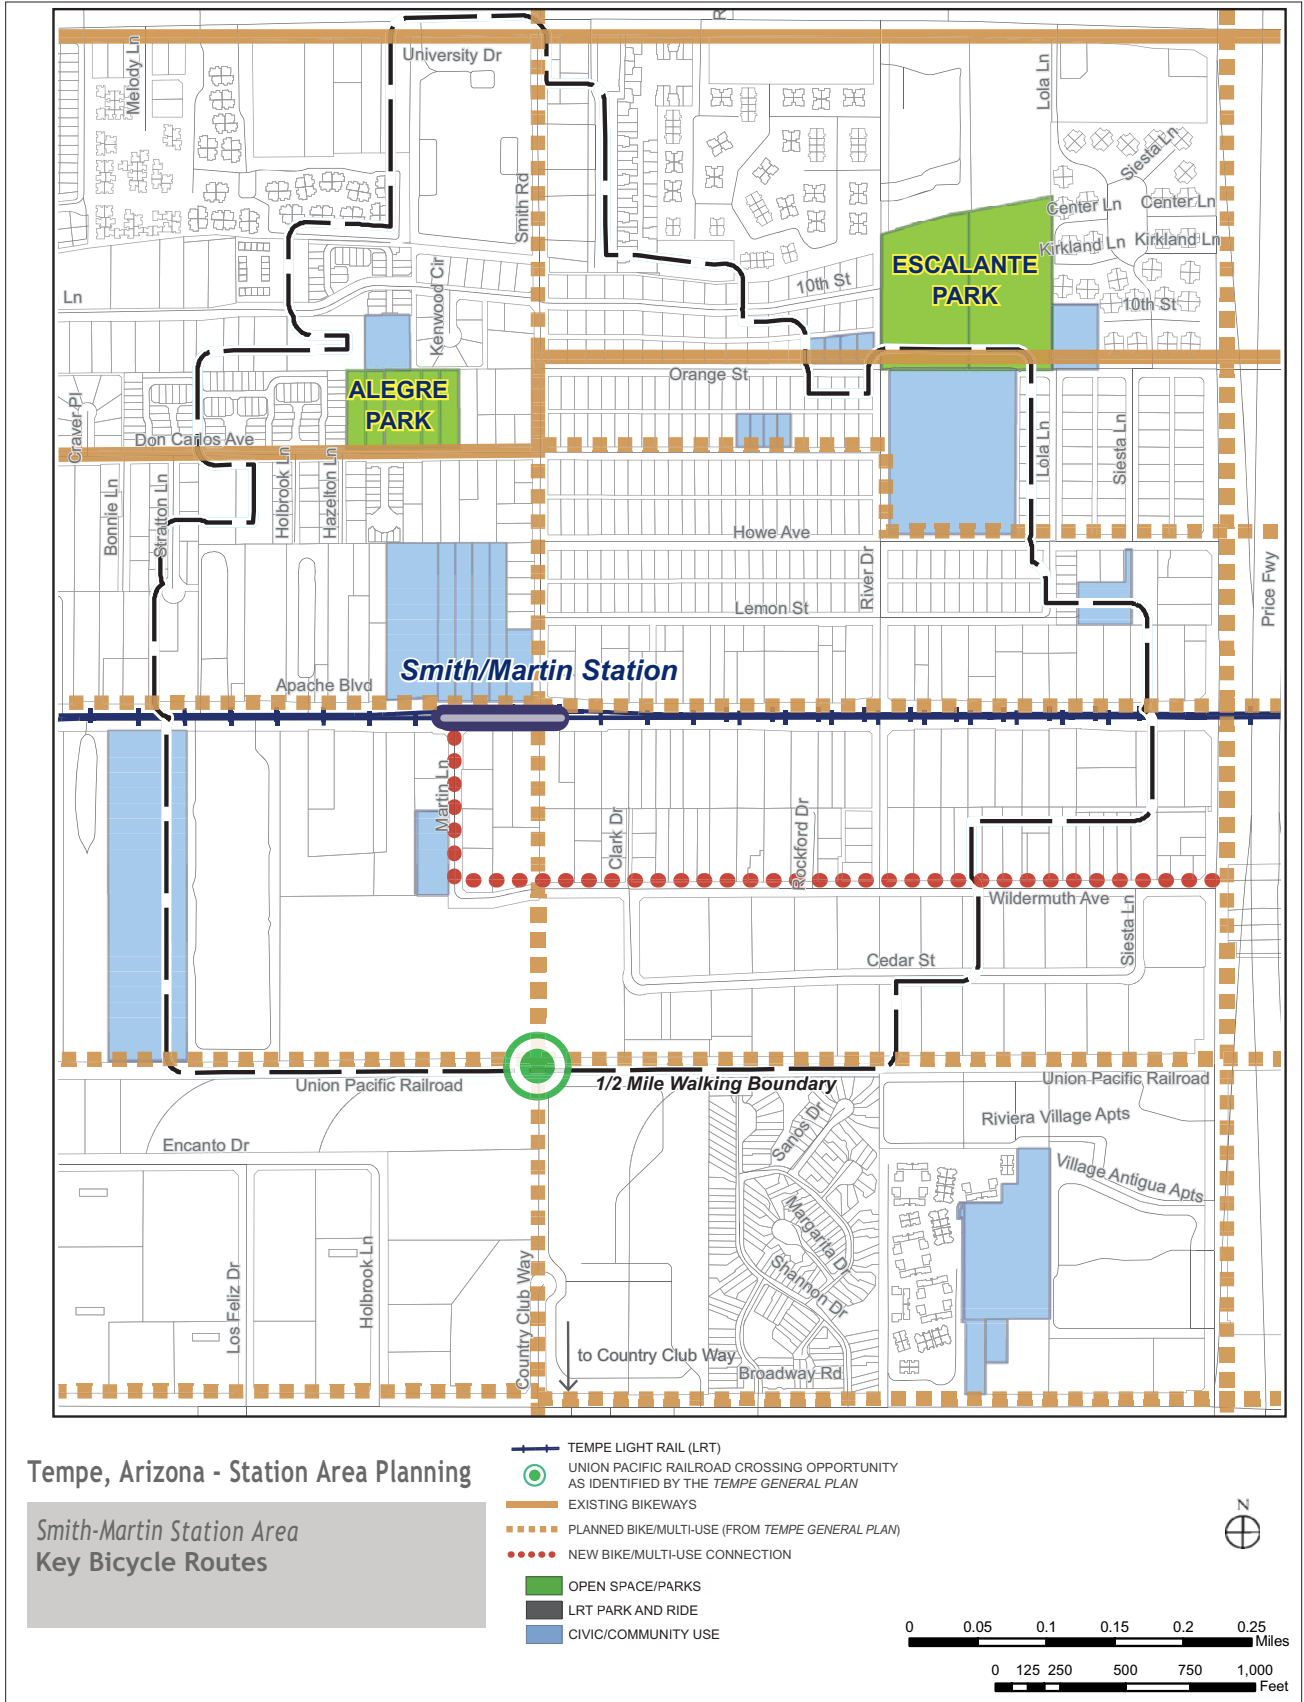 R
University Dr
Melody Ln
Lola Ln
Siesta Ln
Smith Rd
Center Ln
Center Ln
Kirkland Ln
Kirkland Ln
ESCALANTE
PARK
10th St
10th St
Ln
Kenwood Cir
Orange St
ALEGRE
PARK
Craver Pl
Don Carlos Ave
Holbrook Ln
Hazelton Ln
Lola Ln
Siesta Ln
Bonnie Ln
Stratton Ln
Howe Ave
River Dr
Lemon St
Price Fwy
Smith/Martin Station
Apache Blvd
Martin Ln
Clark Dr
Rockford Dr
Wildermuth Ave
Siesta Ln
Cedar St
Union Pacific Railroad
1/2 Mile Walking Boundary
Union Pacific Railroad
Riviera Village Apts
Sanos Dr
Encanto Dr
Village Antigua Apts
Margarita Dr
Shannon Dr
Los Feliz Dr
Holbrook Ln
Country Club Way
to Country Club Way
Broadway Rd
Tempe, Arizona - Station Area Planning
Smith-Martin Station Area
Key Bicycle Routes
TEMPE LIGHT RAIL (LRT)
UNION PACIFIC RAILROAD CROSSING OPPORTUNITY
AS IDENTIFIED BY THE TEMPE GENERAL PLAN
EXISTING BIKEWAYS
PLANNED BIKE/MULTI-USE (FROM TEMPE GENERAL PLAN)
NEW BIKE/MULTI-USE CONNECTION
OPEN SPACE/PARKS
LRT PARK AND RIDE
CIVIC/COMMUNITY USE
N
0 0.05 0.1 0.15 0.2 0.25
Miles
0 125 250 500 750 1,000
Feet